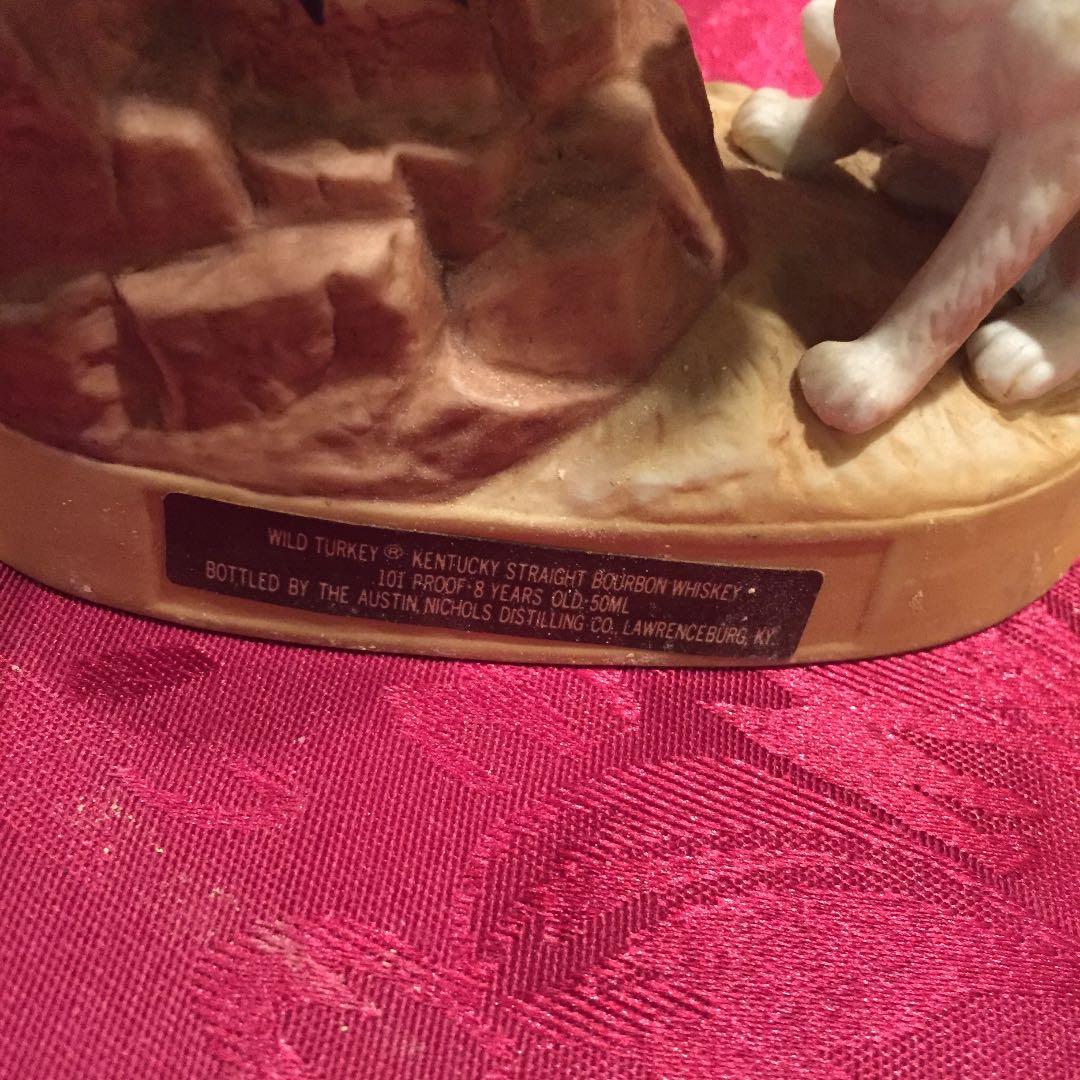 WILD TURKEY ® KENTUCKY STRAIGHT BOURBON WHISKEY
101 PROOF·8 YEARS OLD·50ML
BOTTLED BY THE AUSTIN, NICHOLS DISTILLING CO., LAWRENCEBURG, KY.